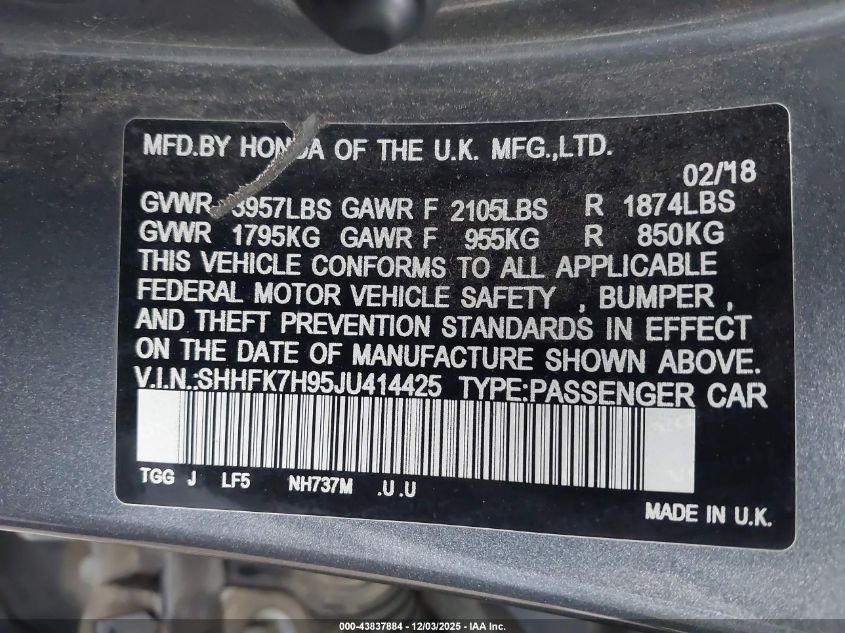 MFD.BY HONDA OF THE U.K. MFG.,LTD.
02/18
GVWR 3957LBS GAWR F 2105LBS R 1874LBS
GVWR 1795KG GAWR F 955KG R 850KG
THIS VEHICLE CONFORMS TO ALL APPLICABLE
FEDERAL MOTOR VEHICLE SAFETY , BUMPER ,
AND THEFT PREVENTION STANDARDS IN EFFECT
ON THE DATE OF MANUFACTURE SHOWN ABOVE.
V.I.N.:SHHFK7H95JU414425 TYPE:PASSENGER CAR
TGG J LF5 NH737M .U .U
MADE IN U.K.
000-43837884 - 12/03/2025 - IAA Inc.